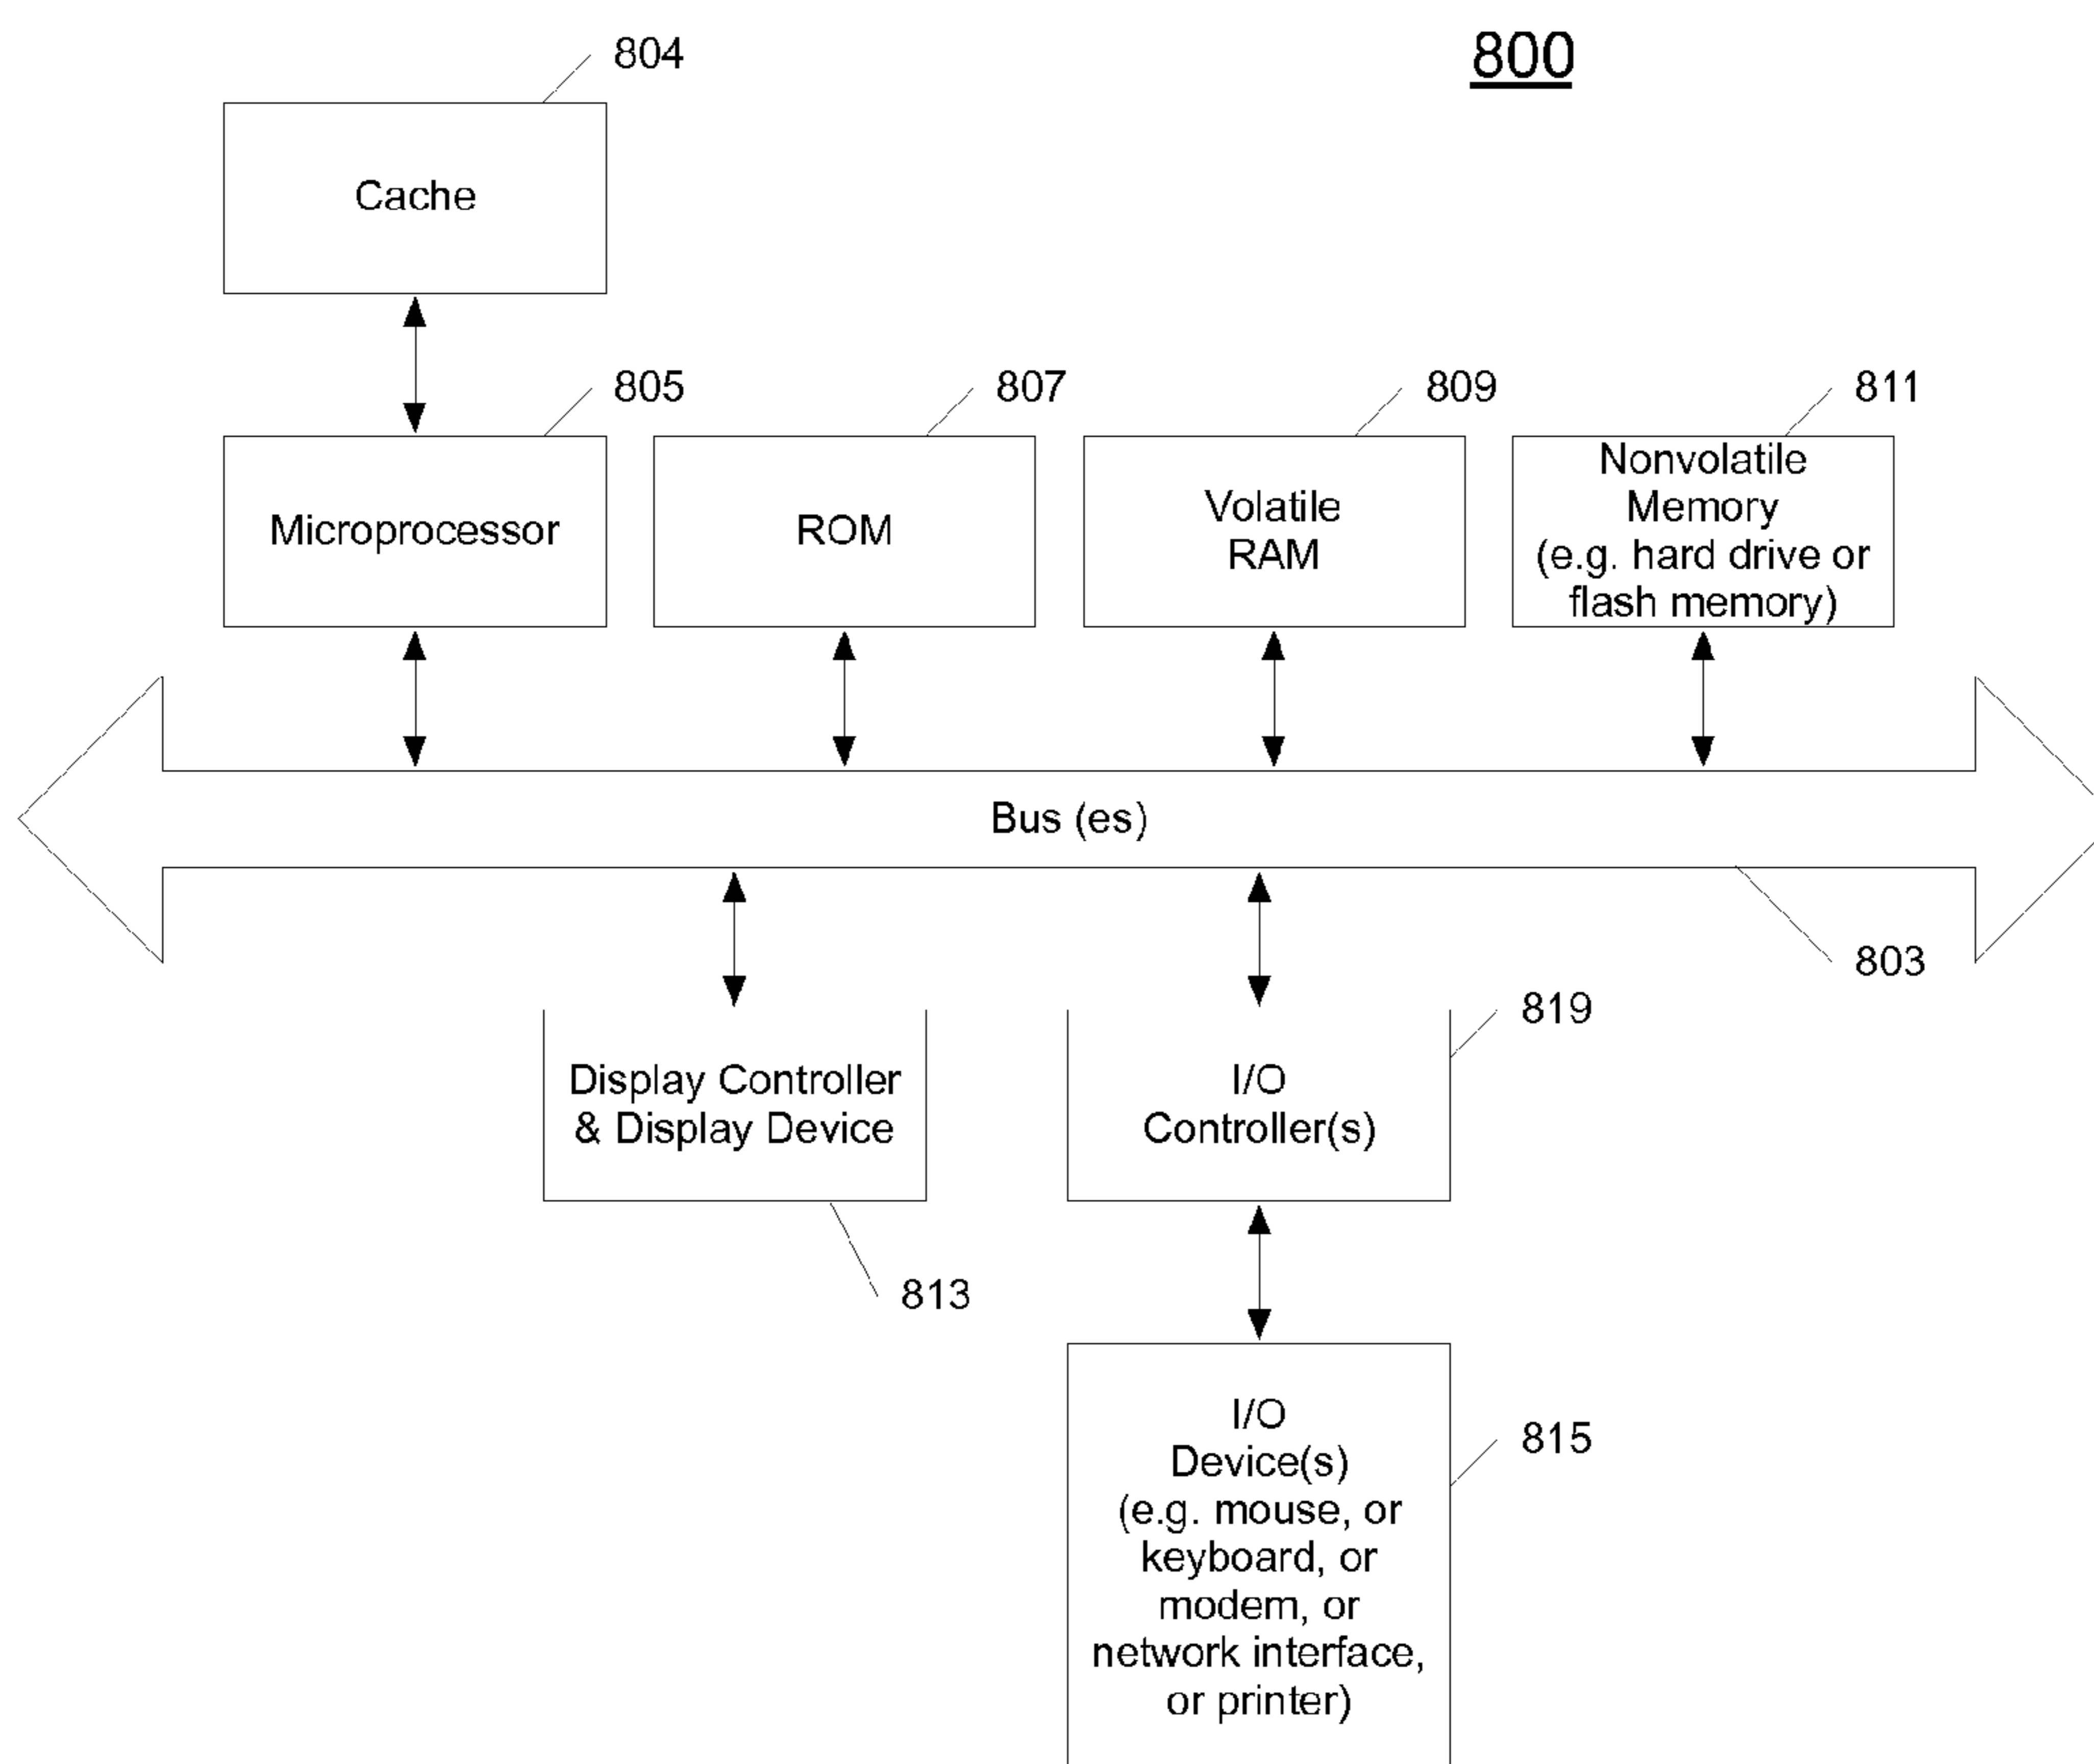 804
800
Cache
805
807
809
811
Microprocessor
ROM
Volatile
RAM
Nonvolatile
Memory
(e.g. hard drive or
flash memory)
Bus (es)
803
819
Display Controller
& Display Device
I/O
Controller(s)
813
815
I/O
Device(s)
(e.g. mouse, or
keyboard, or
modem, or
network interface,
or printer)